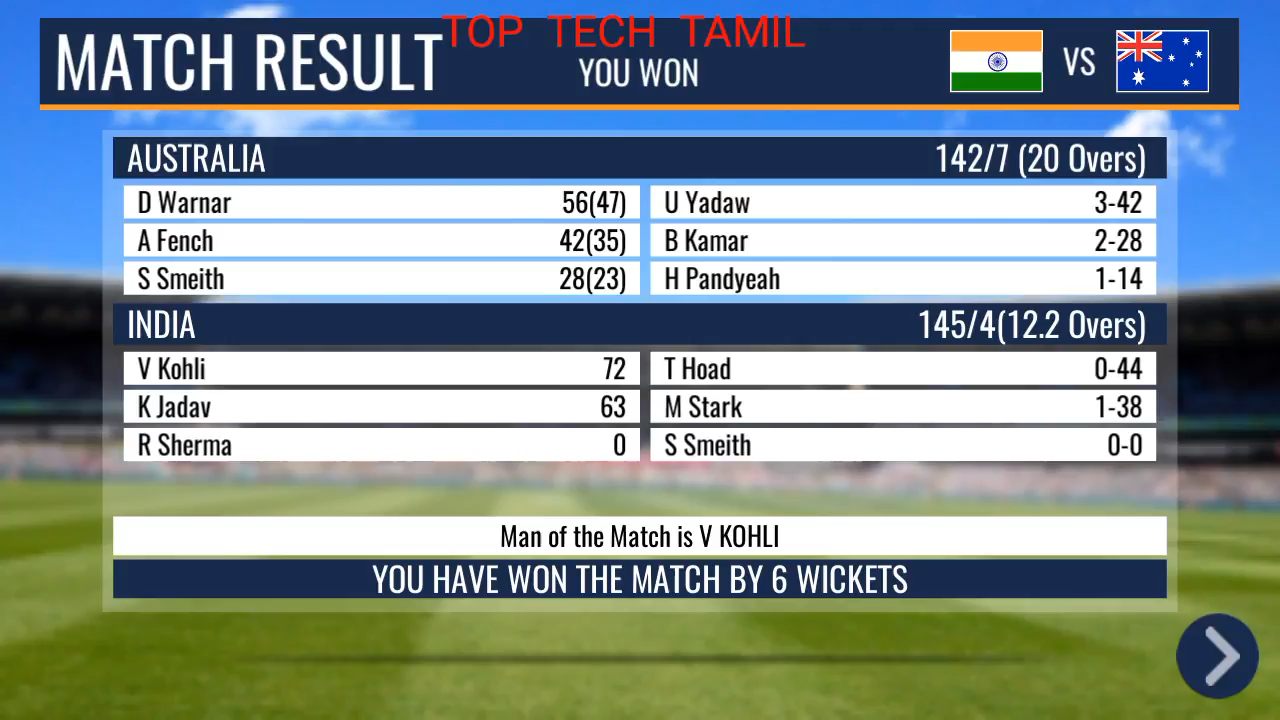 TOP TECH TAMIL
MATCH RESULT
YOU WON
VS
AUSTRALIA 142/7 (20 Overs)
D Warnar 56(47) U Yadaw 3-42
A Fench 42(35) B Kamar 2-28
S Smeith 28(23) H Pandyeah 1-14
INDIA 145/4(12.2 Overs)
V Kohli 72 T Hoad 0-44
K Jadav 63 M Stark 1-38
R Sherma 0 S Smeith 0-0
Man of the Match is V KOHLI
YOU HAVE WON THE MATCH BY 6 WICKETS